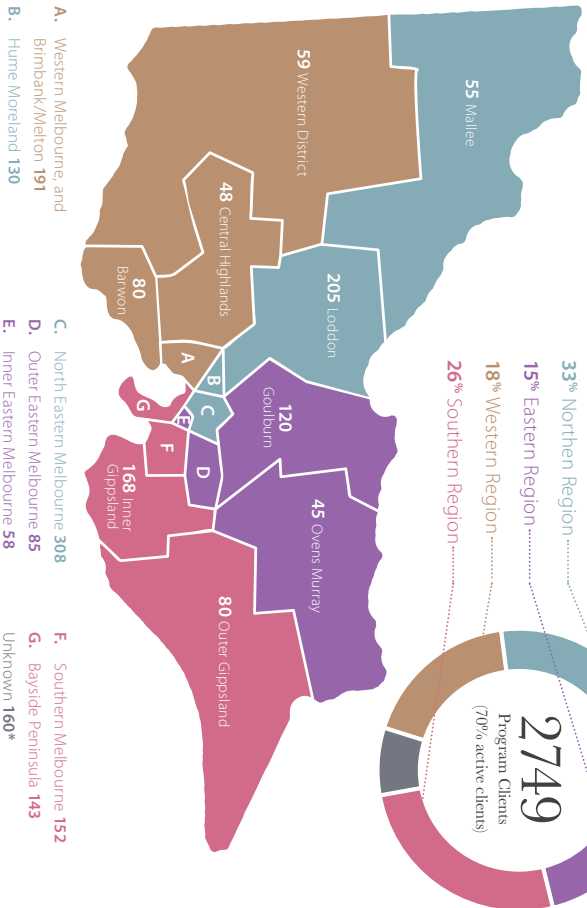 33% Northen Region
15% Eastern Region
18% Western Region
26% Southern Region
2749
Program Clients
(70% active clients)
55 Mallee
59 Western District
205 Loddon
48 Central Highlands
80
Barwon
120
Goulburn
45 Ovens Murray
80 Outer Gippsland
168 Inner
Gippsland
A
B
C
D
E
F
G
A. Western Melbourne, and
Brimbank/Melton 191
B. Hume Moreland 130
C. North Eastern Melbourne 308
D. Outer Eastern Melbourne 85
E. Inner Eastern Melbourne 58
F. Southern Melbourne 152
G. Bayside Peninsula 143
Unknown 160*